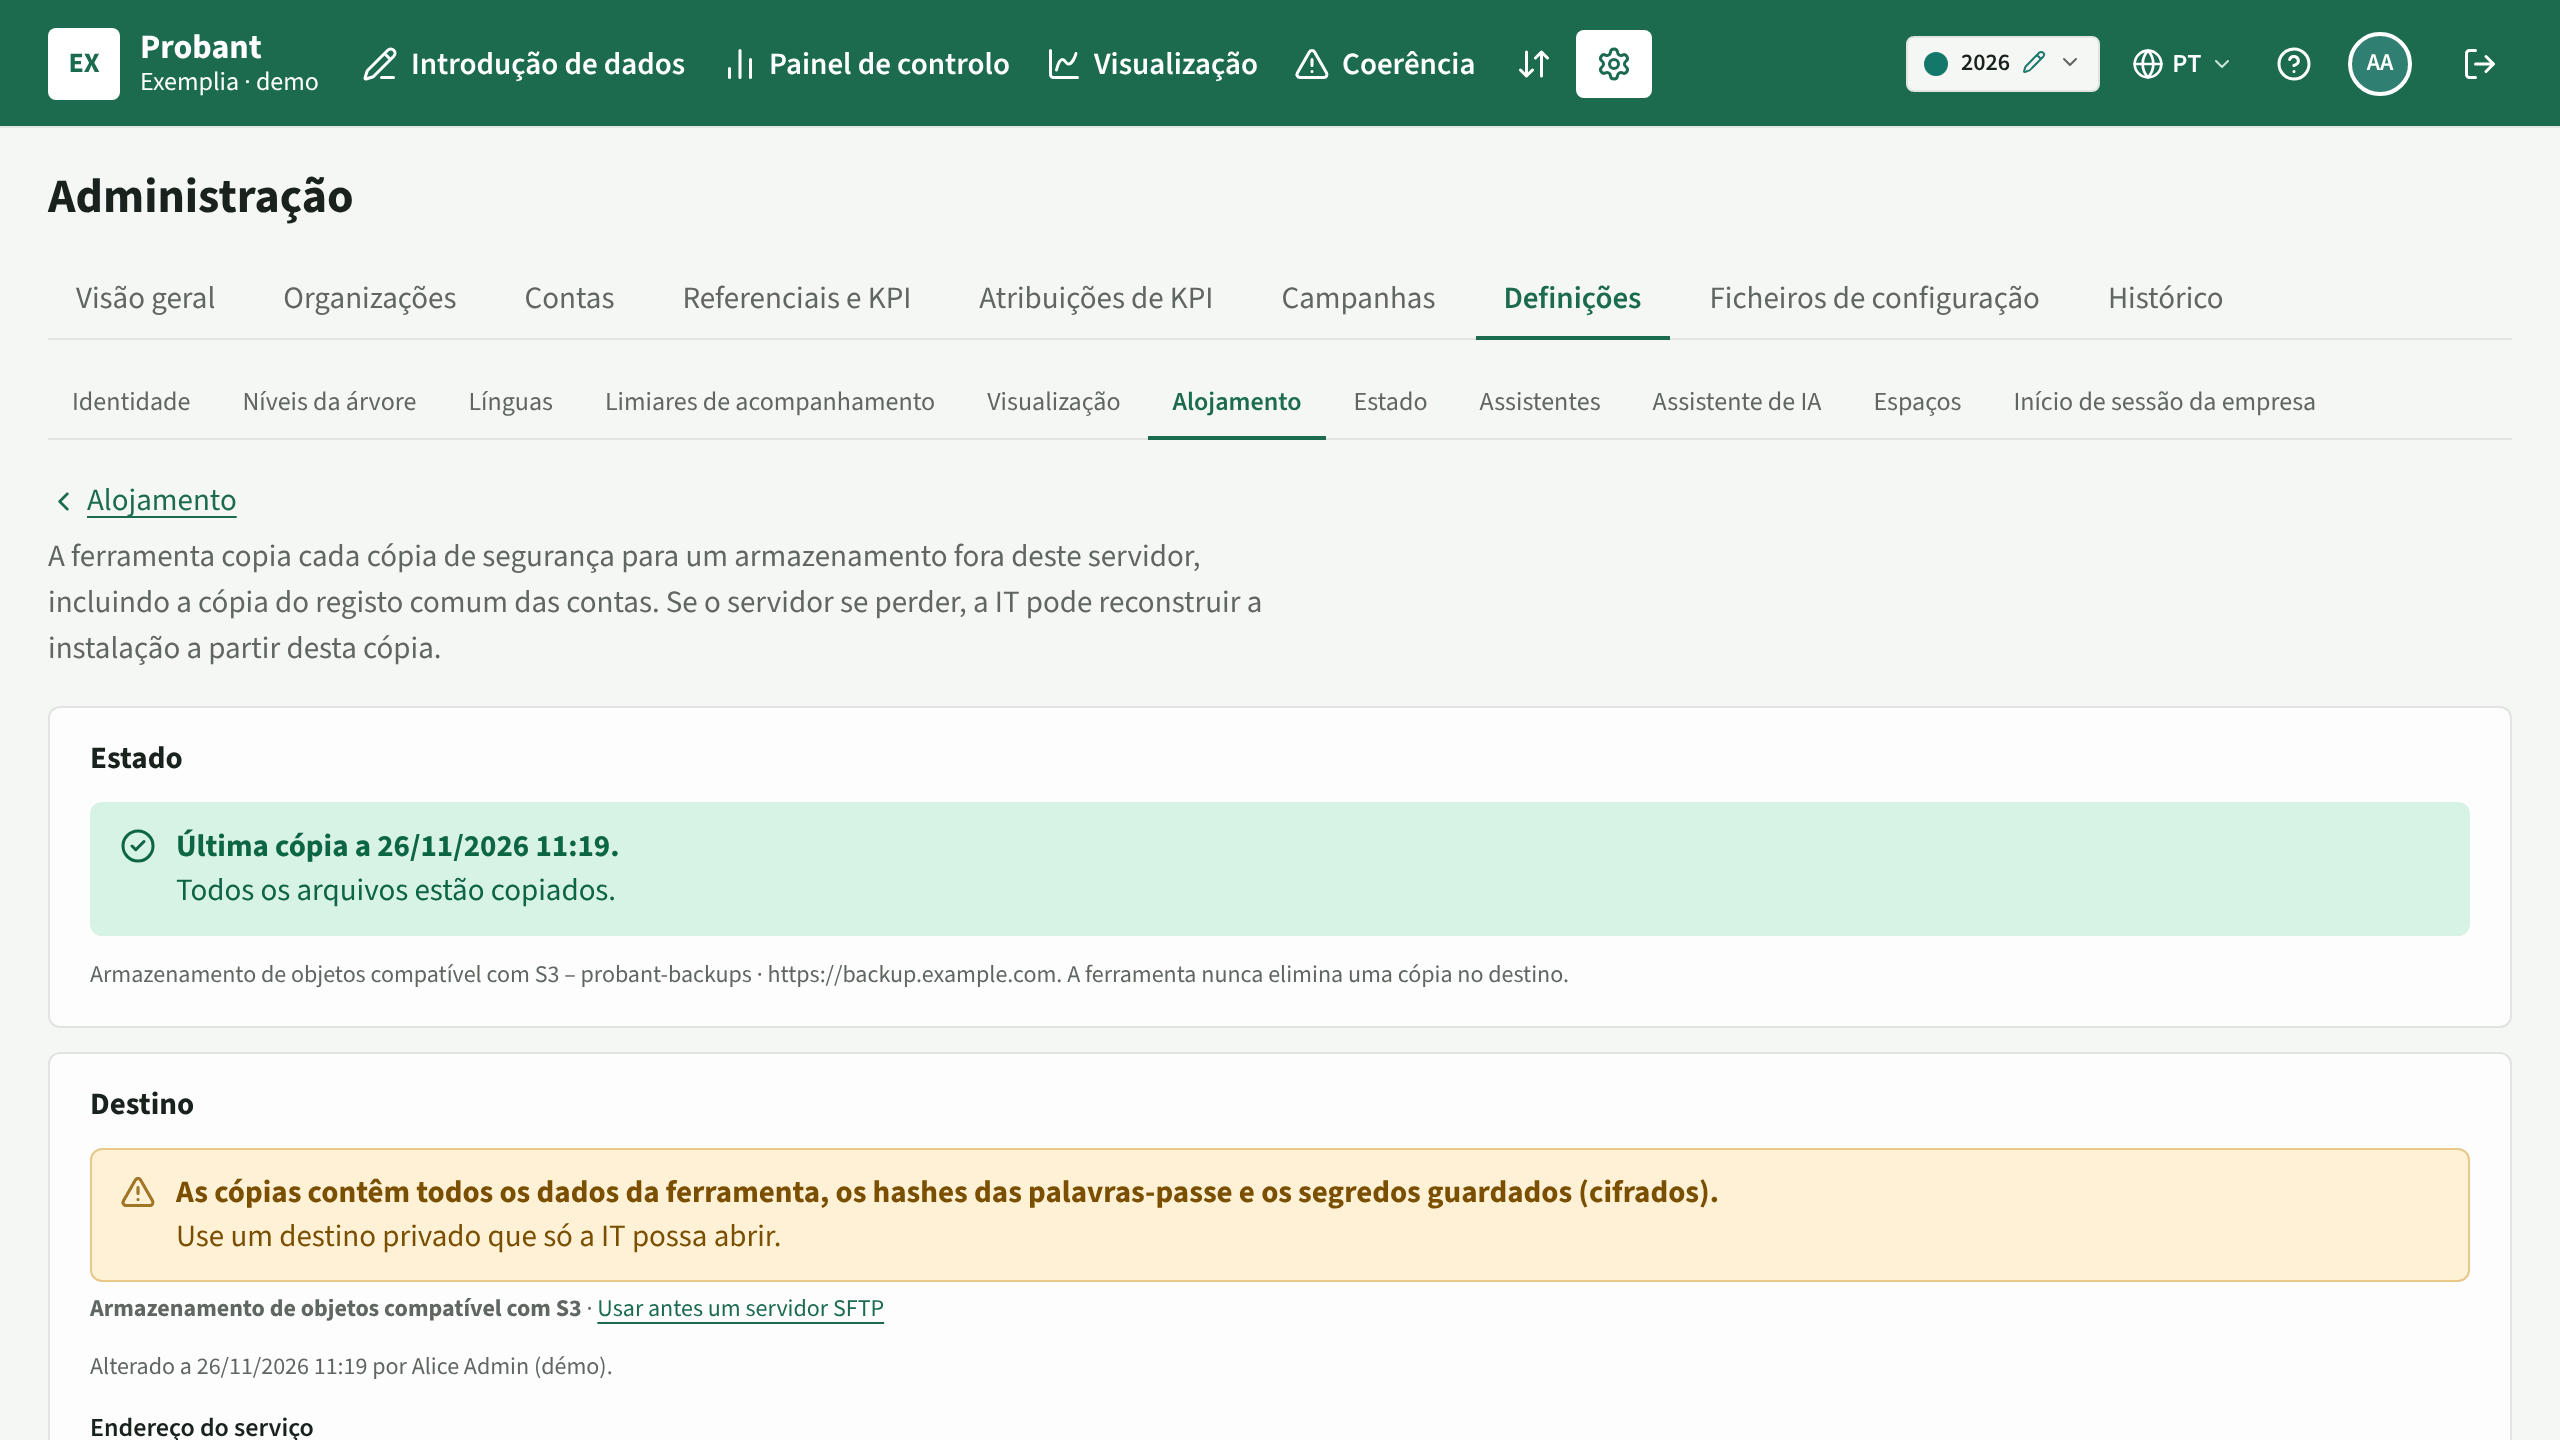 EX
Probant
Exemplia · demo
Introdução de dados
Painel de controlo
Visualização
Coerência
2026
PT
AA
Administração
Visão geral
Organizações
Contas
Referenciais e KPI
Atribuições de KPI
Campanhas
Definições
Ficheiros de configuração
Histórico
Identidade
Níveis da árvore
Línguas
Limiares de acompanhamento
Visualização
Alojamento
Estado
Assistentes
Assistente de IA
Espaços
Início de sessão da empresa
Alojamento
A ferramenta copia cada cópia de segurança para um armazenamento fora deste servidor,
incluindo a cópia do registo comum das contas. Se o servidor se perder, a IT pode reconstruir a
instalação a partir desta cópia.
Estado
Última cópia a 26/11/2026 11:19.
Todos os arquivos estão copiados.
Armazenamento de objetos compatível com S3 – probant-backups · https://backup.example.com. A ferramenta nunca elimina uma cópia no destino.
Destino
As cópias contêm todos os dados da ferramenta, os hashes das palavras-passe e os segredos guardados (cifrados).
Use um destino privado que só a IT possa abrir.
Armazenamento de objetos compatível com S3 · Usar antes um servidor SFTP
Alterado a 26/11/2026 11:19 por Alice Admin (démo).
Endereço do serviço